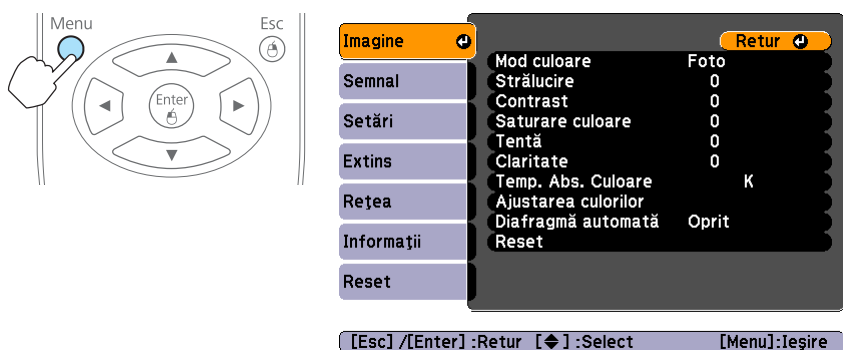 Menu
Esc
Enter
Imagine
Semnal
Setări
Extins
Reţea
Informaţii
Reset
Retur
Mod culoare Foto
Strălucire 0
Contrast 0
Saturare culoare 0
Tentă 0
Claritate 0
Temp. Abs. Culoare K
Ajustarea culorilor
Diafragmă automată Oprit
Reset
[Esc] /[Enter] :Retur [◆] :Select [Menu]:Ieşire